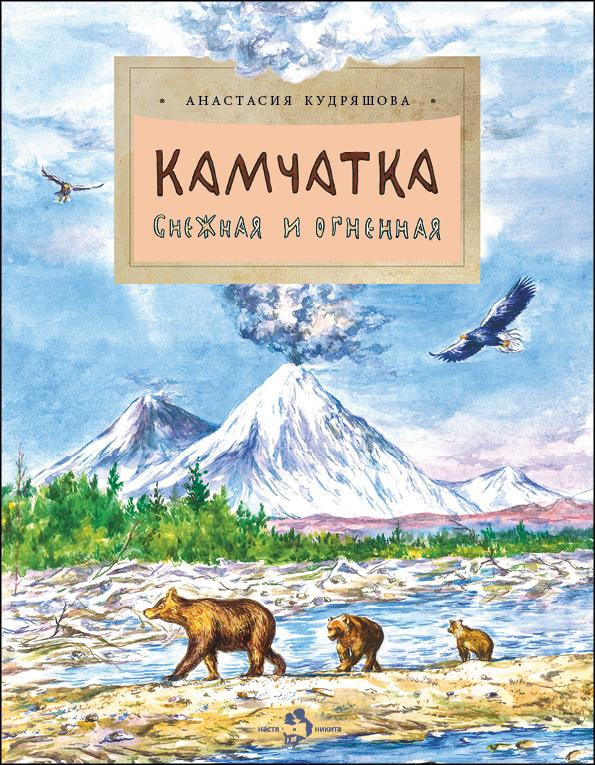 • АНАСТАСИЯ КУДРЯШОВА •
КАМЧАТКА
СНЕЖНАЯ И ОГНЕННАЯ
настя никита